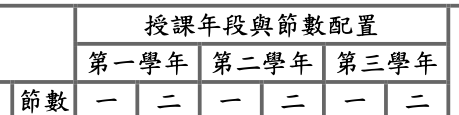 授課年段與節數配置
第一學年 第二學年 第三學年
節數 一 二 一 二 一 二